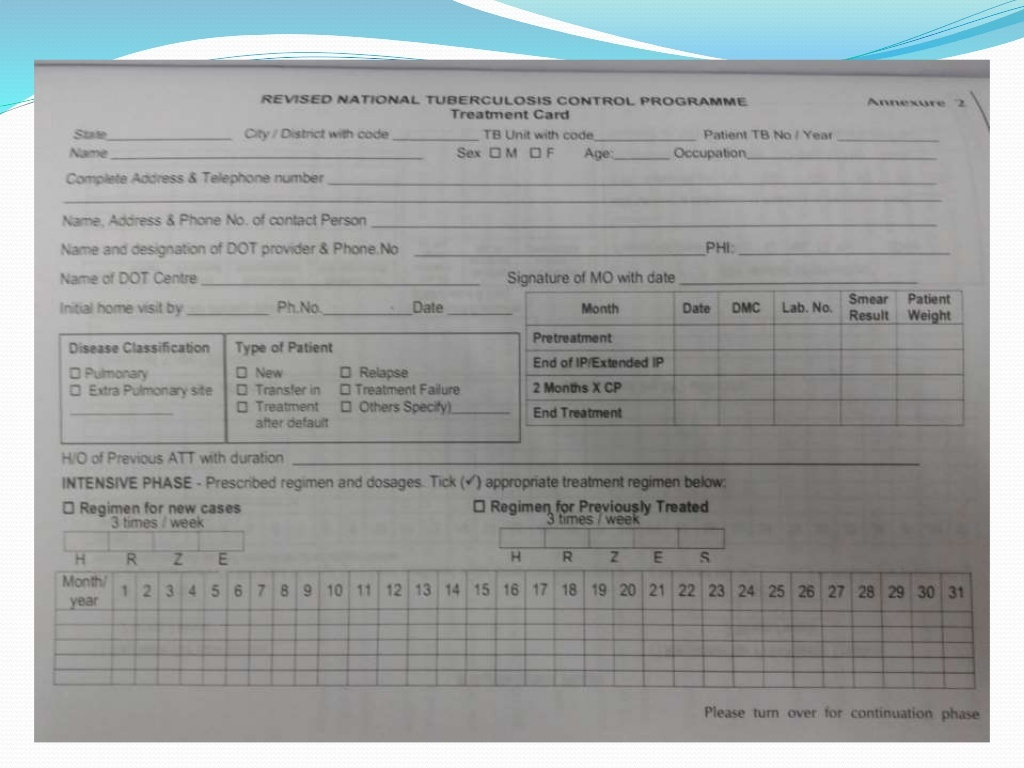 REVISED NATIONAL TUBERCULOSIS CONTROL PROGRAMME
Annexure 2
Treatment Card
State City / District with code TB Unit with code Patient TB No / Year
Name Sex ☐ M ☐ F Age: Occupation
Complete Address & Telephone number
Name, Address & Phone No. of contact Person
Name and designation of DOT provider & Phone.No PHI:
Name of DOT Centre Signature of MO with date
Initial home visit by Ph.No. Date
Month Date DMC Lab. No. Smear Result Patient Weight
Pretreatment
End of IP/Extended IP
2 Months X CP
End Treatment
Disease Classification
☐ Pulmonary
☐ Extra Pulmonary site
Type of Patient
☐ New ☐ Relapse
☐ Transfer in ☐ Treatment Failure
☐ Treatment ☐ Others Specify)
after default
H/O of Previous ATT with duration
INTENSIVE PHASE - Prescribed regimen and dosages. Tick (✓) appropriate treatment regimen below:
☐ Regimen for new cases ☐ Regimen for Previously Treated
3 times / week 3 times / week
H R Z E H R Z E S
Month/ year 1 2 3 4 5 6 7 8 9 10 11 12 13 14 15 16 17 18 19 20 21 22 23 24 25 26 27 28 29 30 31
Please turn over for continuation phase